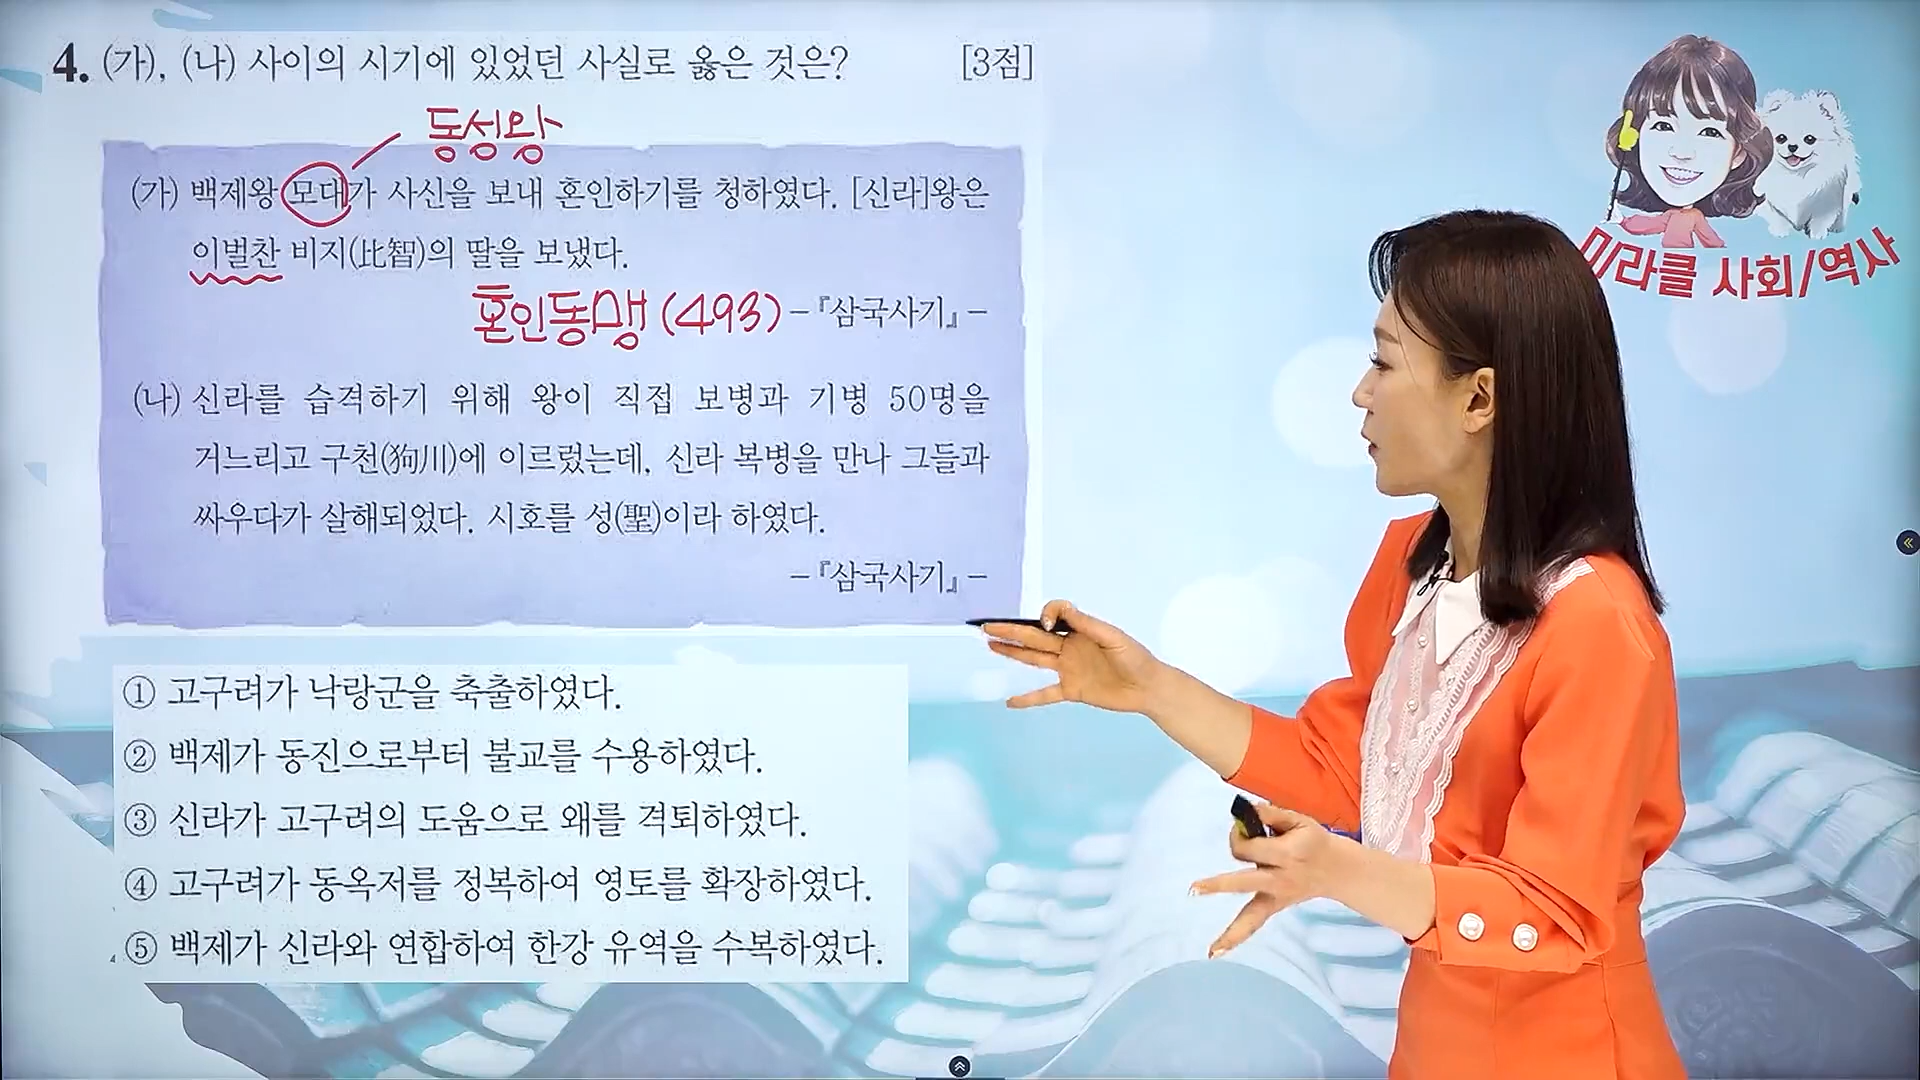 4. (가), (나) 사이의 시기에 있었던 사실로 옳은 것은? [3점]
동성왕
(가) 백제왕 모대가 사신을 보내 혼인하기를 청하였다. [신라]왕은
이벌찬 비지(比智)의 딸을 보냈다.
혼인동맹 (493) -『삼국사기』-
(나) 신라를 습격하기 위해 왕이 직접 보병과 기병 50명을
거느리고 구천(狗川)에 이르렀는데, 신라 복병을 만나 그들과
싸우다가 살해되었다. 시호를 성(聖)이라 하였다.
-『삼국사기』-
① 고구려가 낙랑군을 축출하였다.
② 백제가 동진으로부터 불교를 수용하였다.
③ 신라가 고구려의 도움으로 왜를 격퇴하였다.
④ 고구려가 동옥저를 정복하여 영토를 확장하였다.
⑤ 백제가 신라와 연합하여 한강 유역을 수복하였다.
미라클 사회/역사